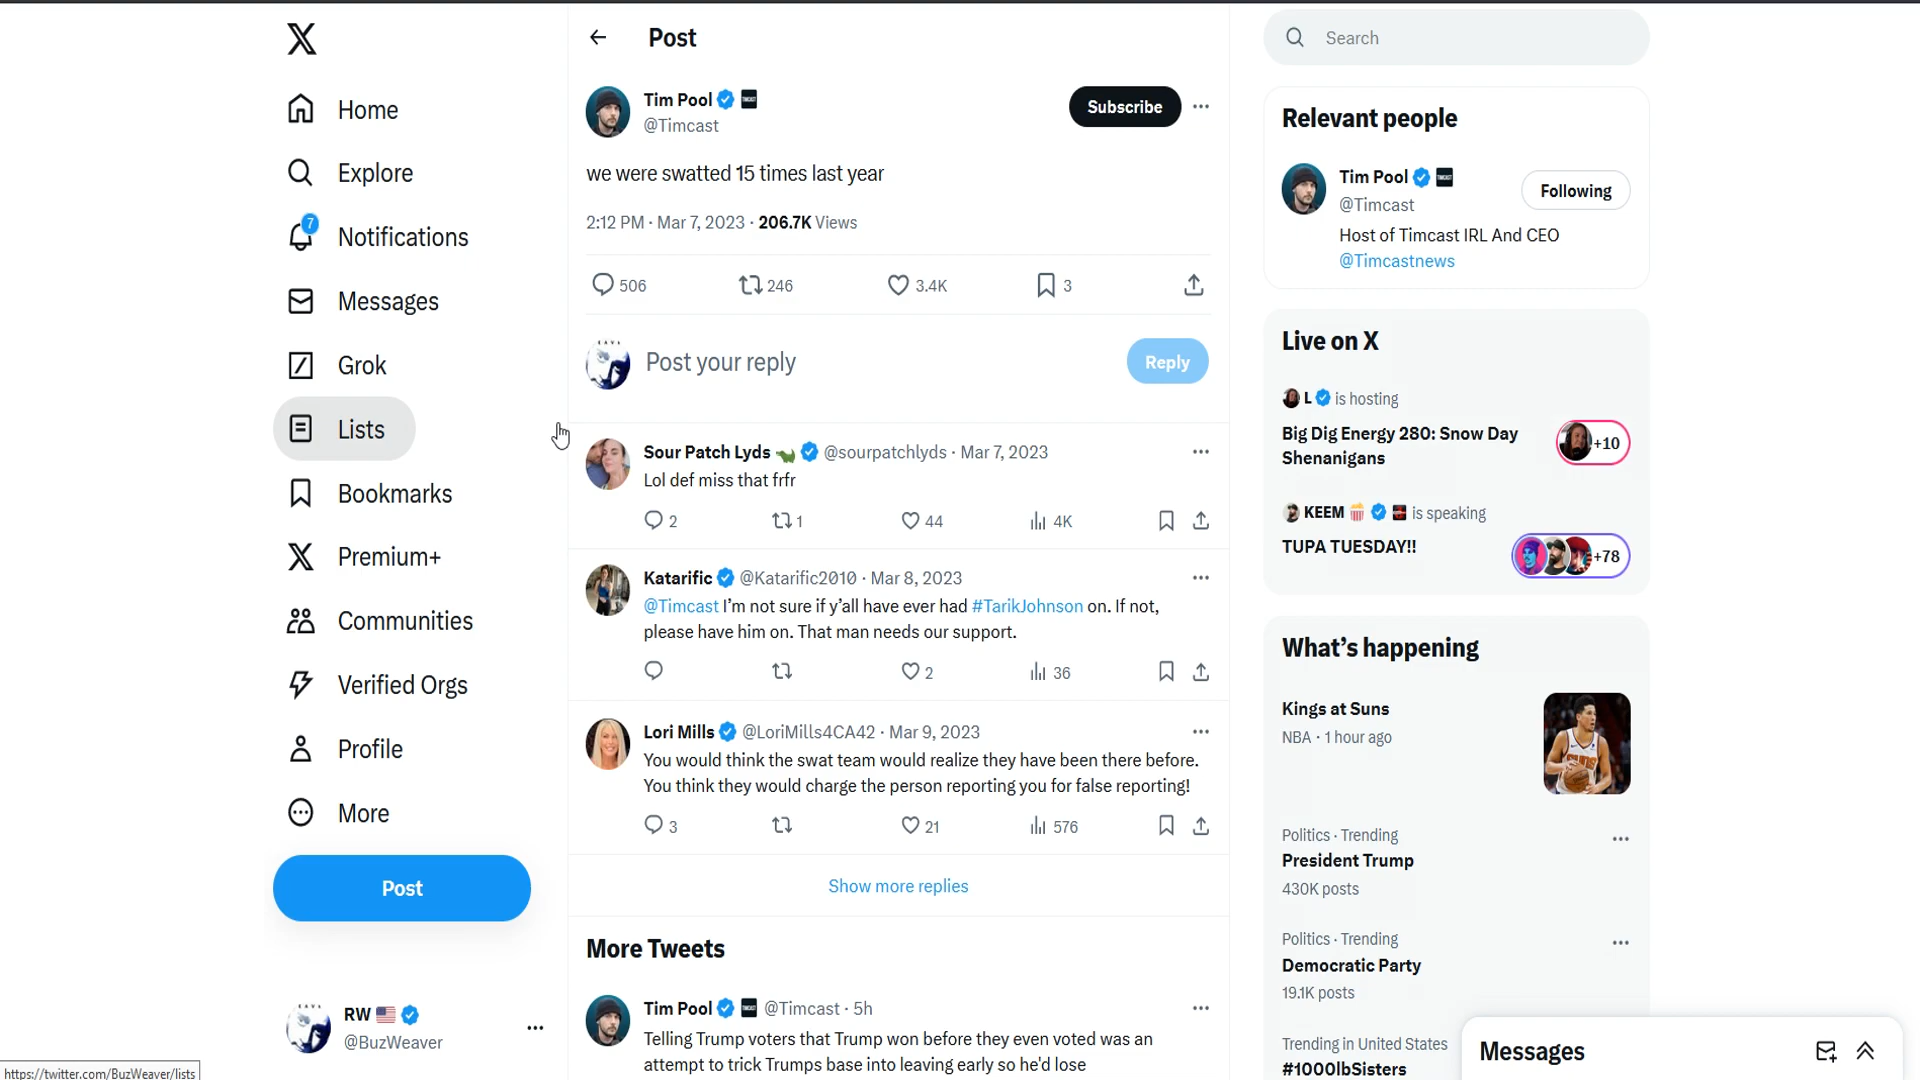 Home
Explore
7
Notifications
Messages
Grok
Lists
Bookmarks
Premium+
Communities
Verified Orgs
Profile
More
Post
RW
@BuzWeaver
https://twitter.com/BuzWeaver/lists
Post
Tim Pool
@Timcast
Subscribe
we were swatted 15 times last year
2:12 PM · Mar 7, 2023 · 206.7K Views
506 246 3.4K 3
Post your reply
Reply
Sour Patch Lyds @sourpatchlyds · Mar 7, 2023
Lol def miss that frfr
2 1 44 4K
Katarific @Katarific2010 · Mar 8, 2023
@Timcast I’m not sure if y’all have ever had #TarikJohnson on. If not,
please have him on. That man needs our support.
2 36
Lori Mills @LoriMills4CA42 · Mar 9, 2023
You would think the swat team would realize they have been there before.
You think they would charge the person reporting you for false reporting!
3 21 576
Show more replies
More Tweets
Tim Pool @Timcast · 5h
Telling Trump voters that Trump won before they even voted was an
attempt to trick Trumps base into leaving early so he'd lose
Search
Relevant people
Tim Pool
@Timcast
Following
Host of Timcast IRL And CEO
@Timcastnews
Live on X
L is hosting
Big Dig Energy 280: Snow Day
Shenanigans
+10
KEEM is speaking
TUPA TUESDAY!!
+78
What’s happening
Kings at Suns
NBA · 1 hour ago
Politics · Trending
President Trump
430K posts
Politics · Trending
Democratic Party
19.1K posts
Trending in United States
#1000lbSisters
Messages